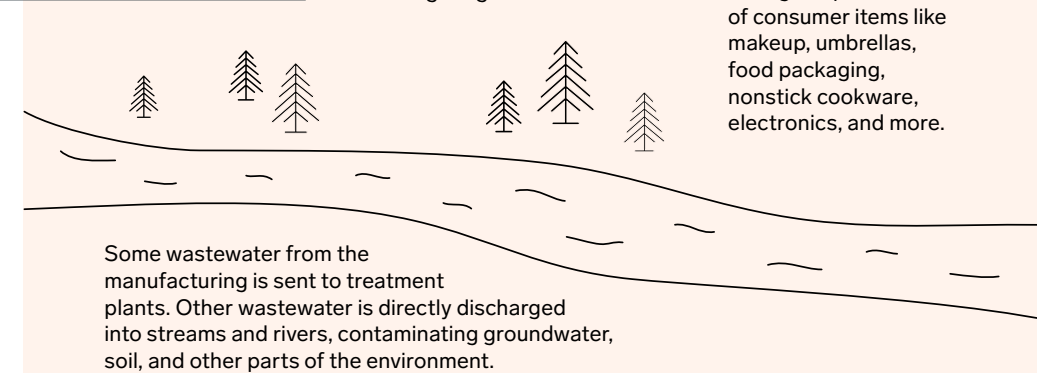 of consumer items like
makeup, umbrellas,
food packaging,
nonstick cookware,
electronics, and more.
Some wastewater from the
manufacturing is sent to treatment
plants. Other wastewater is directly discharged
into streams and rivers, contaminating groundwater,
soil, and other parts of the environment.